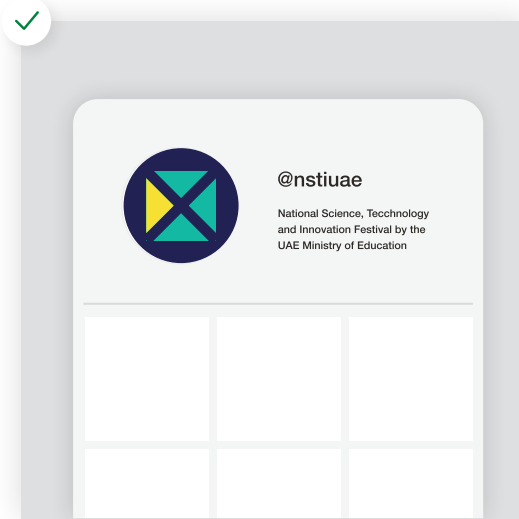 @nstiuae
National Science, Tecchnology
and Innovation Festival by the
UAE Ministry of Education